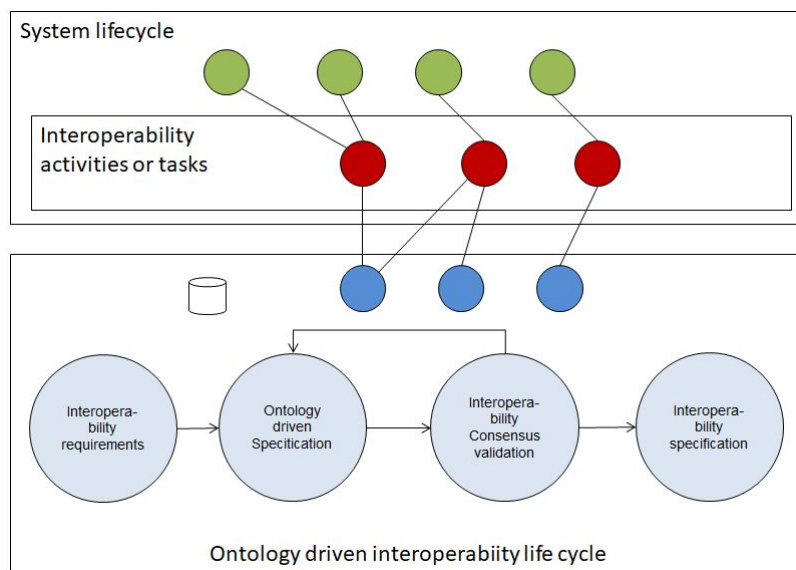 System lifecycle
Interoperability
activities or tasks
Interopera-
bility
requirements
Ontology
driven
Specitication
Interopera-
bility
Consensus
validation
Interopera-
bility
specification
Ontology driven interoperabiity life cycle